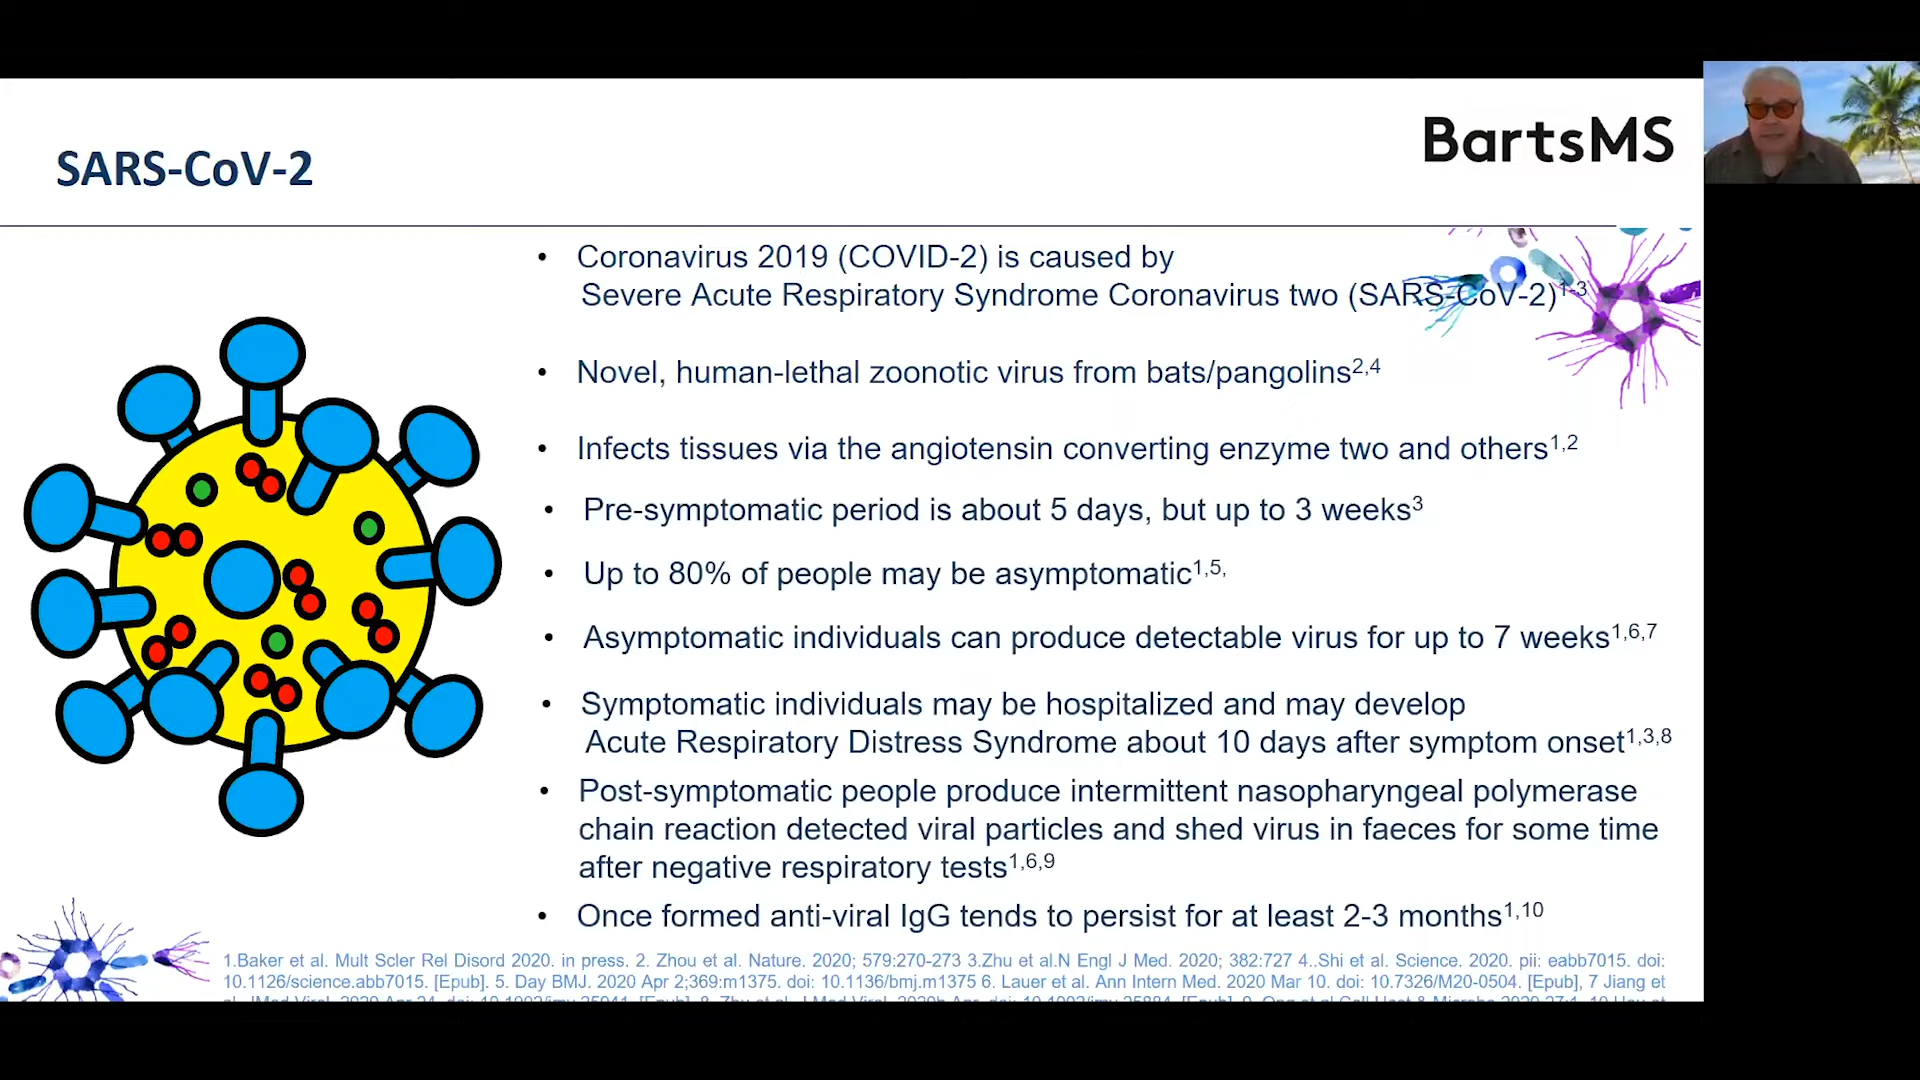 BartsMS
SARS-CoV-2
• Coronavirus 2019 (COVID-2) is caused by
Severe Acute Respiratory Syndrome Coronavirus two (SARS-CoV-2)1-3
• Novel, human-lethal zoonotic virus from bats/pangolins2,4
• Infects tissues via the angiotensin converting enzyme two and others1,2
• Pre-symptomatic period is about 5 days, but up to 3 weeks3
• Up to 80% of people may be asymptomatic1,5,
• Asymptomatic individuals can produce detectable virus for up to 7 weeks1,6,7
• Symptomatic individuals may be hospitalized and may develop
Acute Respiratory Distress Syndrome about 10 days after symptom onset1,3,8
• Post-symptomatic people produce intermittent nasopharyngeal polymerase
chain reaction detected viral particles and shed virus in faeces for some time
after negative respiratory tests1,6,9
• Once formed anti-viral IgG tends to persist for at least 2-3 months1,10
1.Baker et al. Mult Scler Rel Disord 2020. in press. 2. Zhou et al. Nature. 2020; 579:270-273 3.Zhu et al.N Engl J Med. 2020; 382:727 4..Shi et al. Science. 2020. pii: eabb7015. doi:
10.1126/science.abb7015. [Epub]. 5. Day BMJ. 2020 Apr 2;369:m1375. doi: 10.1136/bmj.m1375 6. Lauer et al. Ann Intern Med. 2020 Mar 10. doi: 10.7326/M20-0504. [Epub], 7 Jiang et